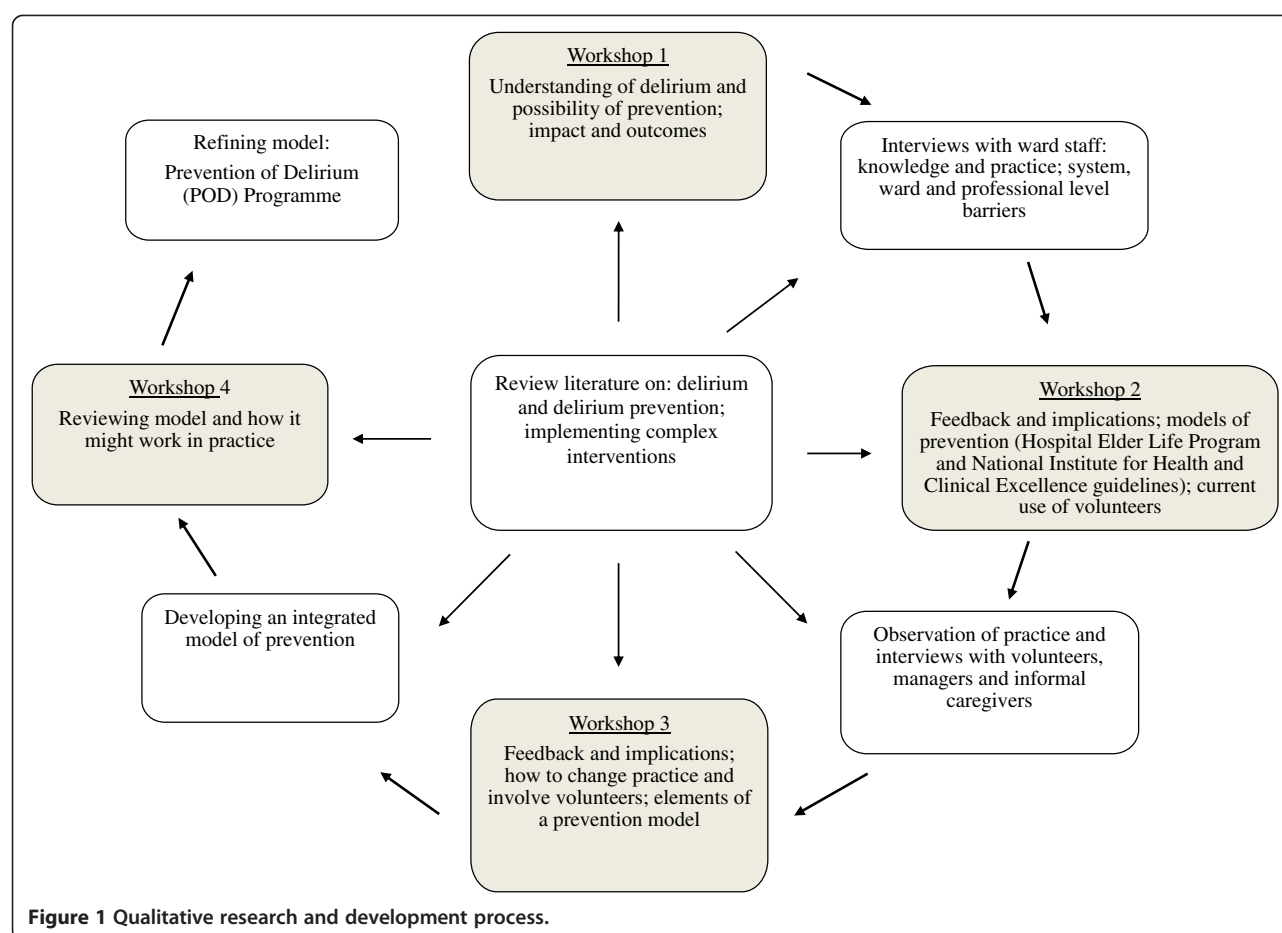 Workshop 1
Understanding of delirium and
possibility of prevention;
impact and outcomes
Refining model:
Prevention of Delirium
(POD) Programme
Interviews with ward staff:
knowledge and practice; system,
ward and professional level
barriers
Workshop 4
Reviewing model and how it
might work in practice
Review literature on: delirium
and delirium prevention;
implementing complex
interventions
Workshop 2
Feedback and implications; models of
prevention (Hospital Elder Life Program
and National Institute for Health and
Clinical Excellence guidelines); current
use of volunteers
Developing an integrated
model of prevention
Observation of practice and
interviews with volunteers,
managers and informal
caregivers
Workshop 3
Feedback and implications;
how to change practice and
involve volunteers; elements of
a prevention model
Figure 1 Qualitative research and development process.